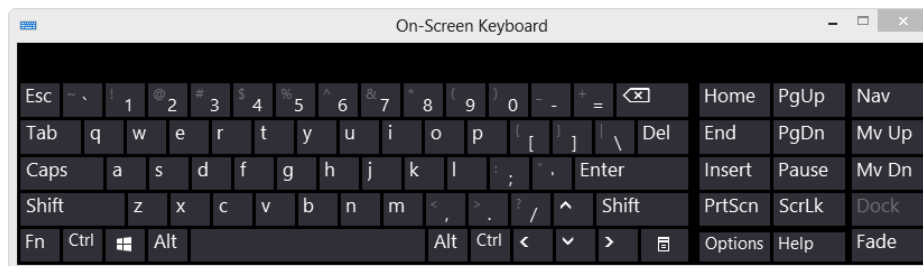 On-Screen Keyboard
Esc ~ ` ! 1 @ 2 # 3 $ 4 % 5 ^ 6 & 7 * 8 ( 9 ) 0 _ - + = Home PgUp Nav
Tab q w e r t y u i o p { [ } ] | \ Del End PgDn Mv Up
Caps a s d f g h j k l : ; " ' Enter Insert Pause Mv Dn
Shift z x c v b n m < , > . ? / Shift PrtScn ScrLk Dock
Fn Ctrl Alt Alt Ctrl Options Help Fade